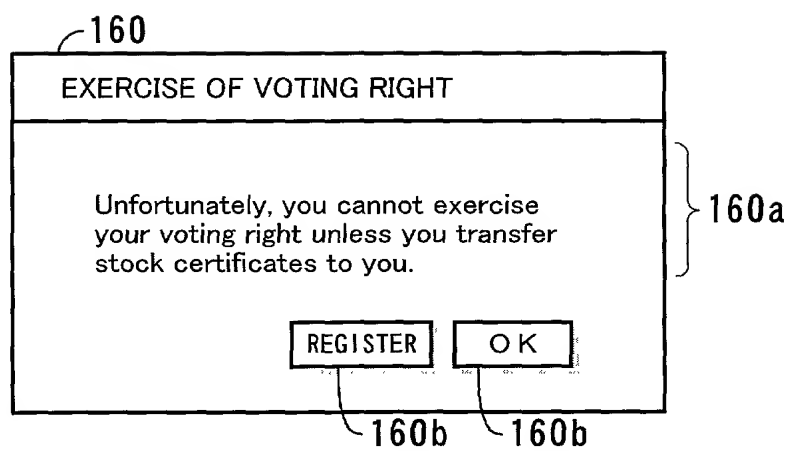 160
EXERCISE OF VOTING RIGHT
Unfortunately, you cannot exercise
your voting right unless you transfer
stock certificates to you.
160a
REGISTER OK
160b 160b